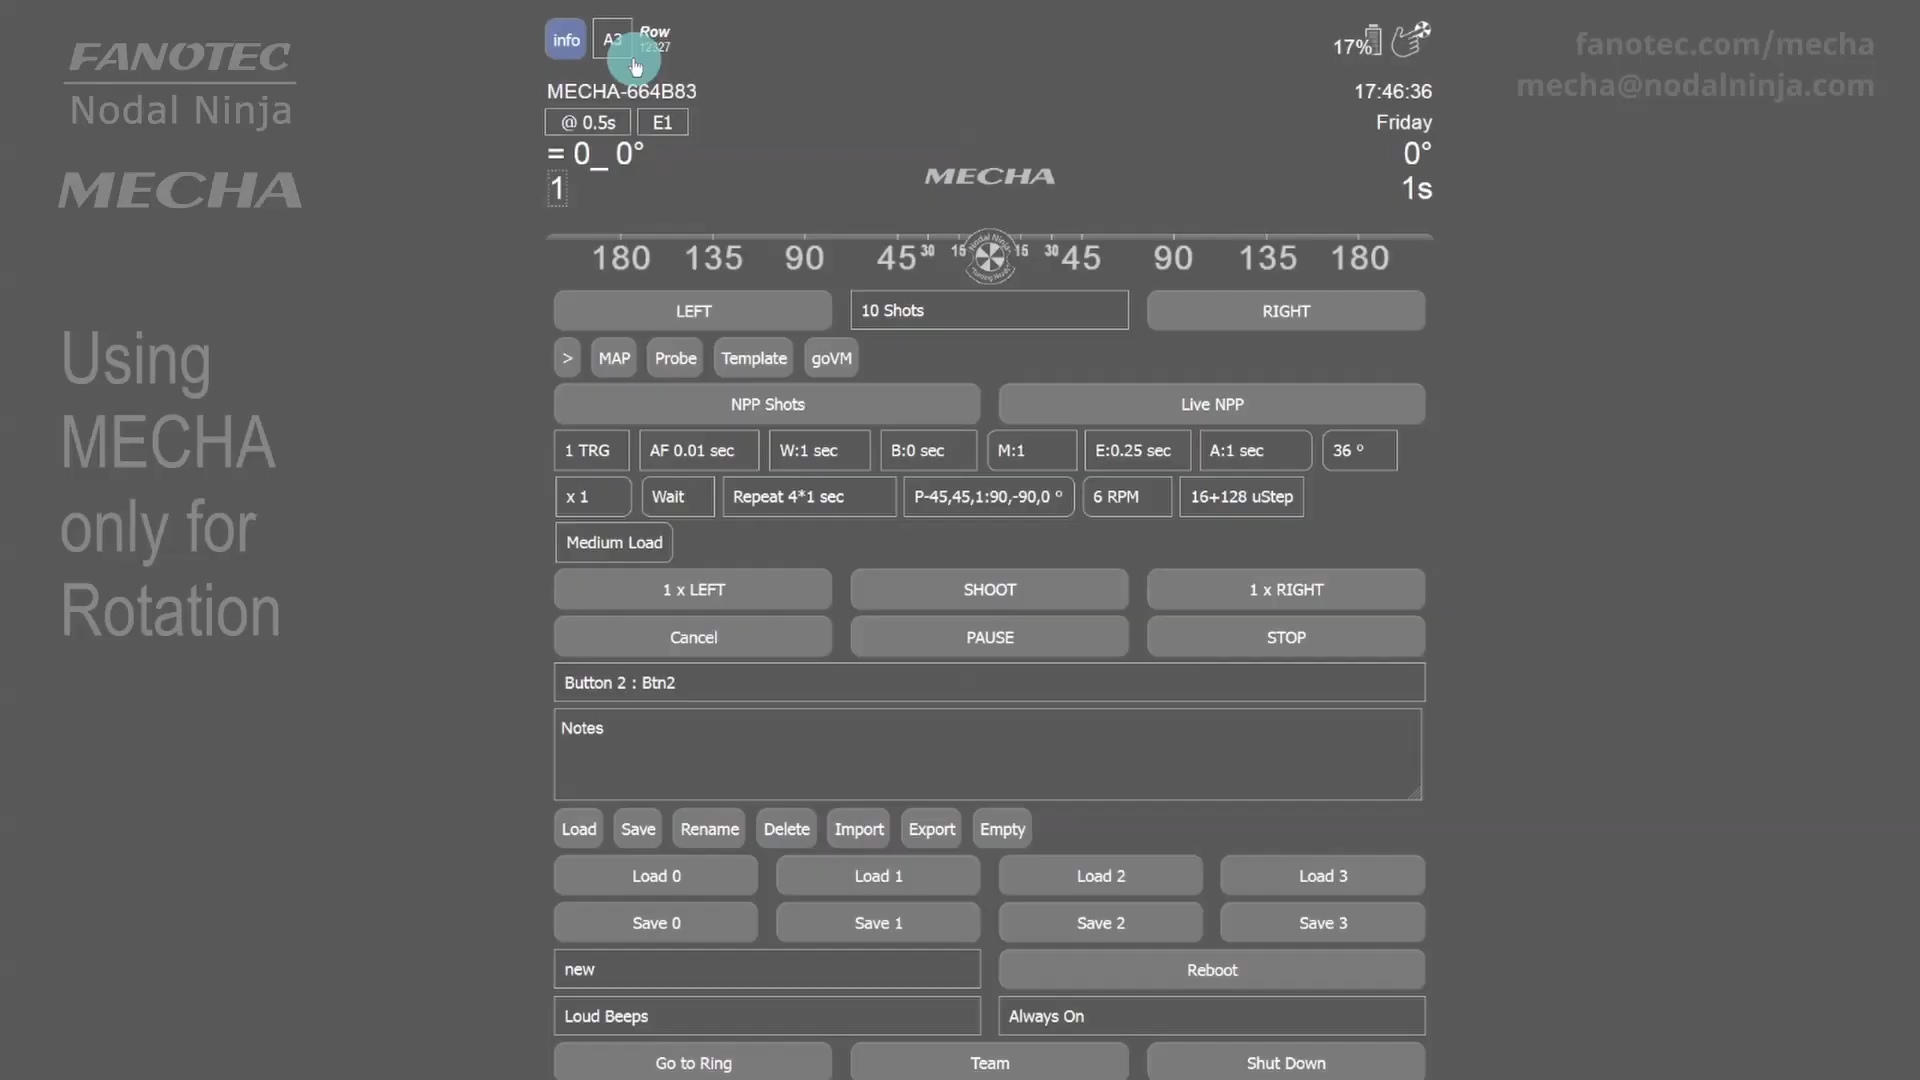 FANOTEC
Nodal Ninja
MECHA
Using
MECHA
only for
Rotation
info
A3
Row
12327
17%
fanotec.com/mecha
mecha@nodalninja.com
MECHA-664B83
17:46:36
@ 0.5s
E1
Friday
= 0_ 0°
0°
1
1s
MECHA
180 135 90 45 30 15 15 30 45 90 135 180
Nodal Ninja
LEFT
10 Shots
RIGHT
>
MAP
Probe
Template
goVM
NPP Shots
Live NPP
1 TRG
AF 0.01 sec
W:1 sec
B:0 sec
M:1
E:0.25 sec
A:1 sec
36 º
x 1
Wait
Repeat 4*1 sec
P-45,45,1:90,-90,0 º
6 RPM
16+128 uStep
Medium Load
1 x LEFT
SHOOT
1 x RIGHT
Cancel
PAUSE
STOP
Button 2 : Btn2
Notes
Load
Save
Rename
Delete
Import
Export
Empty
Load 0
Load 1
Load 2
Load 3
Save 0
Save 1
Save 2
Save 3
new
Reboot
Loud Beeps
Always On
Go to Ring
Team
Shut Down